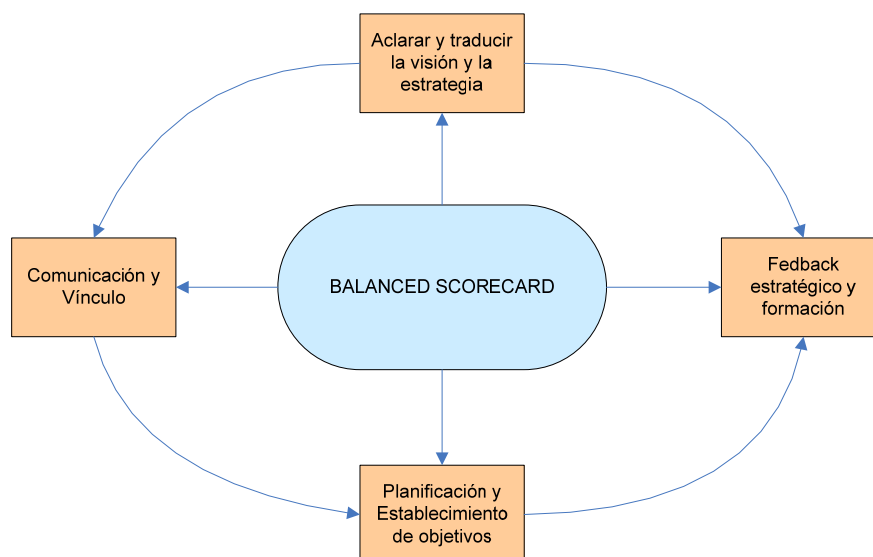 Aclarar y traducir
la visión y la
estrategia
Comunicación y
Vínculo
BALANCED SCORECARD
Fedback
estratégico y
formación
Planificación y
Establecimiento
de objetivos